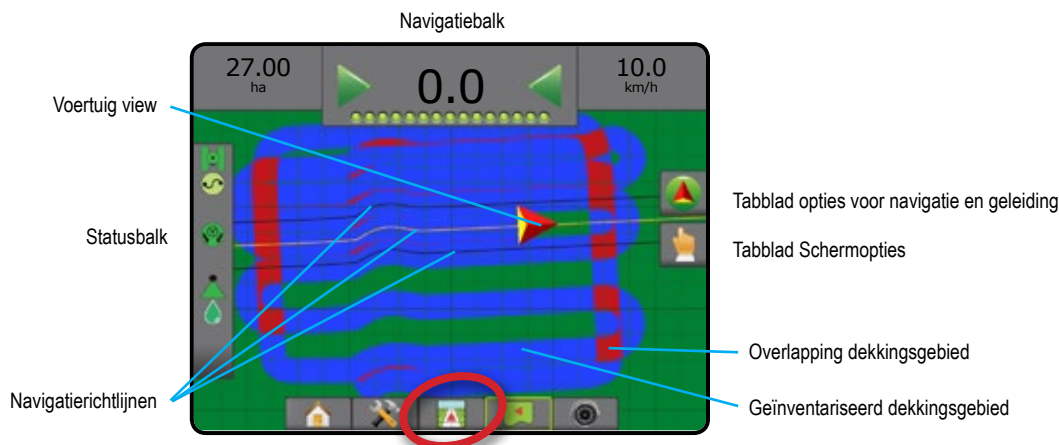 Navigatiebalk
27.00
ha
0.0
10.0
km/h
Voertuig view
Statusbalk
Navigatierichtlijnen
Tabblad opties voor navigatie en geleiding
Tabblad Schermopties
Overlapping dekkingsgebied
Geïnventariseerd dekkingsgebied